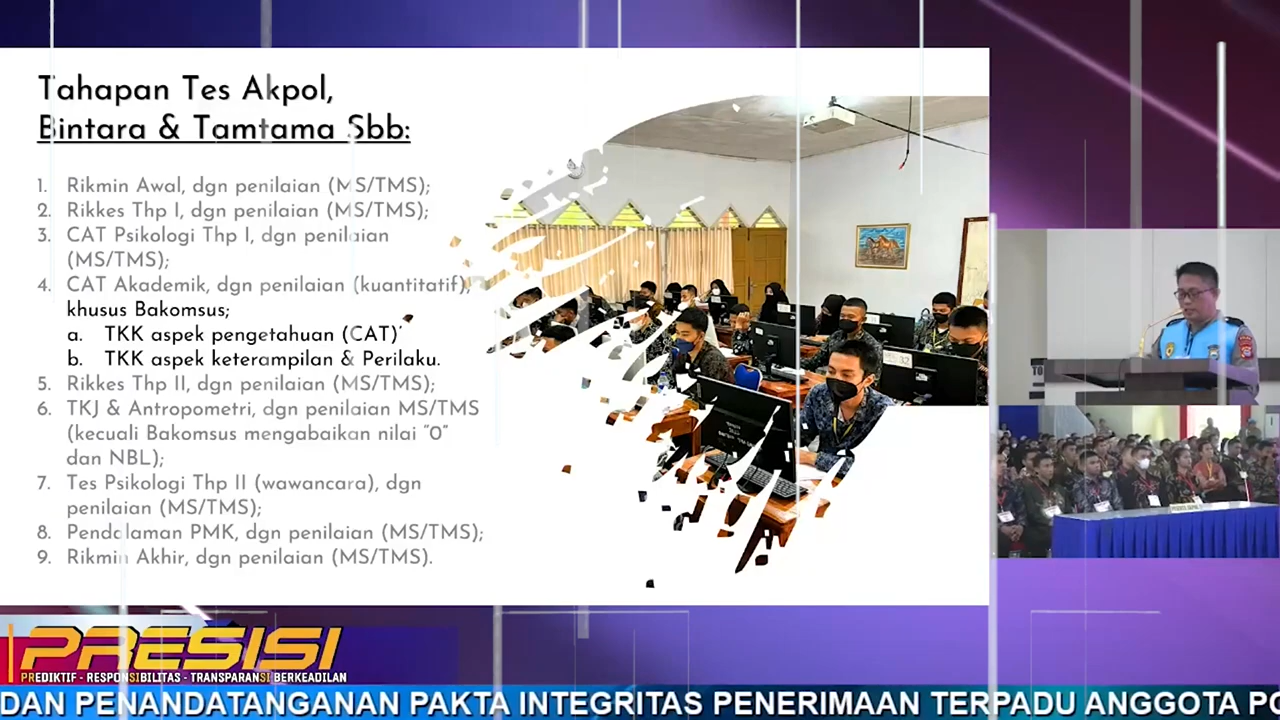 Tahapan Tes Akpol,
Bintara & Tamtama Sbb:
1. Rikmin Awal, dgn penilaian (MS/TMS);
2. Rikkes Thp I, dgn penilaian (MS/TMS);
3. CAT Psikologi Thp I, dgn penilaian
(MS/TMS);
4. CAT Akademik, dgn penilaian (kuantitatif),
khusus Bakomsus;
a. TKK aspek pengetahuan (CAT)'
b. TKK aspek keterampilan & Perilaku.
5. Rikkes Thp II, dgn penilaian (MS/TMS);
6. TKJ & Antropometri, dgn penilaian MS/TMS
(kecuali Bakomsus mengabaikan nilai "0"
dan NBL);
7. Tes Psikologi Thp II (wawancara), dgn
penilaian (MS/TMS);
8. Pendalaman PMK, dgn penilaian (MS/TMS);
9. Rikmin Akhir, dgn penilaian (MS/TMS).
32
PRESISI
PREDIKTIF - RESPONSIBILITAS - TRANSPARANSI BERKEADILAN
DAN PENANDATANGANAN PAKTA INTEGRITAS PENERIMAAN TERPADU ANGGOTA PO